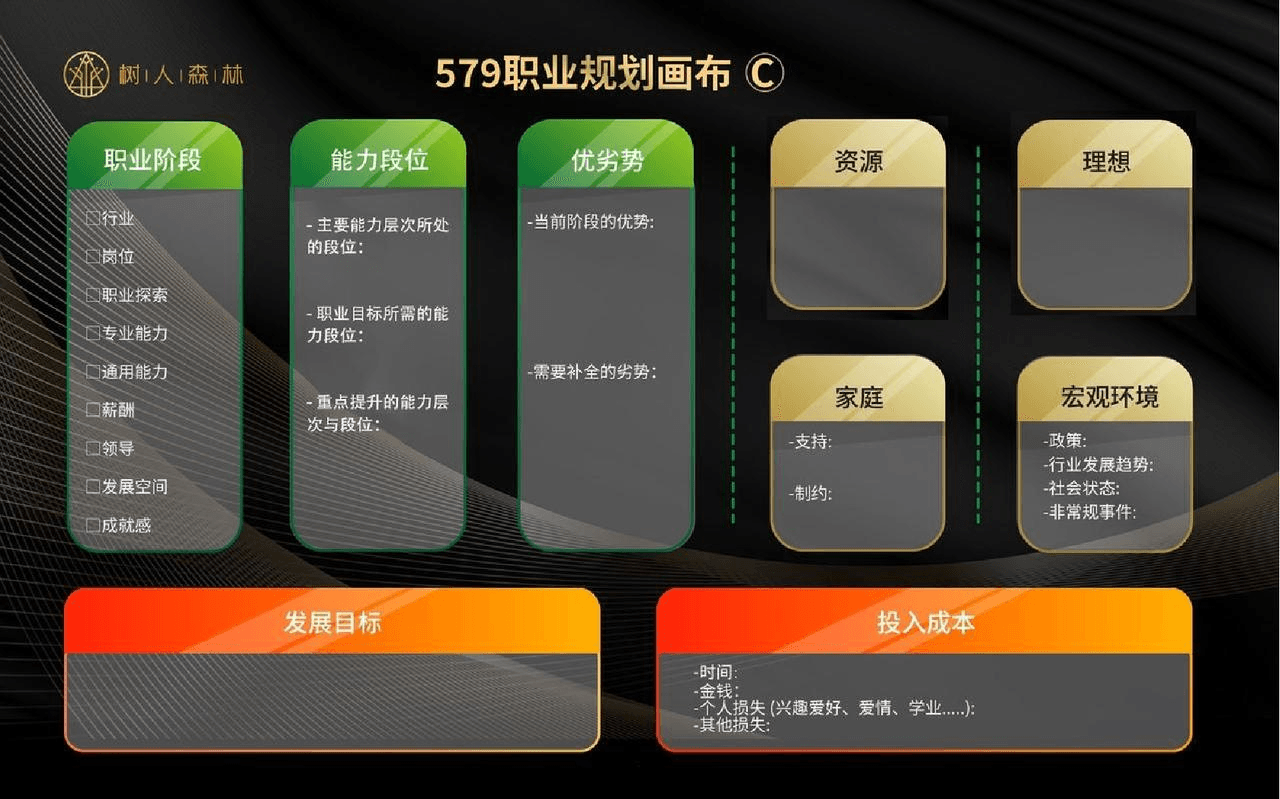 树人森林
579职业规划画布 C
职业阶段
□行业
□岗位
□职业探索
□专业能力
□通用能力
□薪酬
□领导
□发展空间
□成就感
能力段位
- 主要能力层次所处
的段位:
- 职业目标所需的能
力段位:
- 重点提升的能力层
次与段位:
优劣势
-当前阶段的优势:
-需要补全的劣势:
资源
理想
家庭
-支持:
-制约:
宏观环境
-政策:
-行业发展趋势:
-社会状态:
-非常规事件:
发展目标
投入成本
-时间:
-金钱:
-个人损失 (兴趣爱好、爱情、学业.....):
-其他损失: